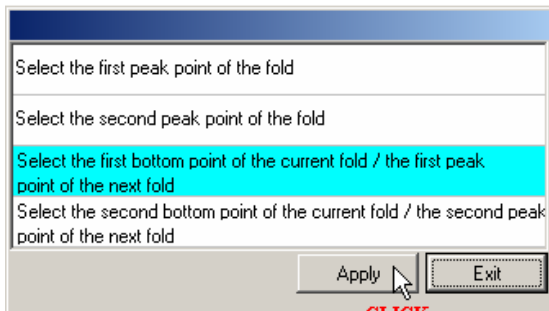 Select the first peak point of the fold
Select the second peak point of the fold
Select the first bottom point of the current fold / the first peak
point of the next fold
Select the second bottom point of the current fold / the second peak
point of the next fold
Apply Exit
CLICK